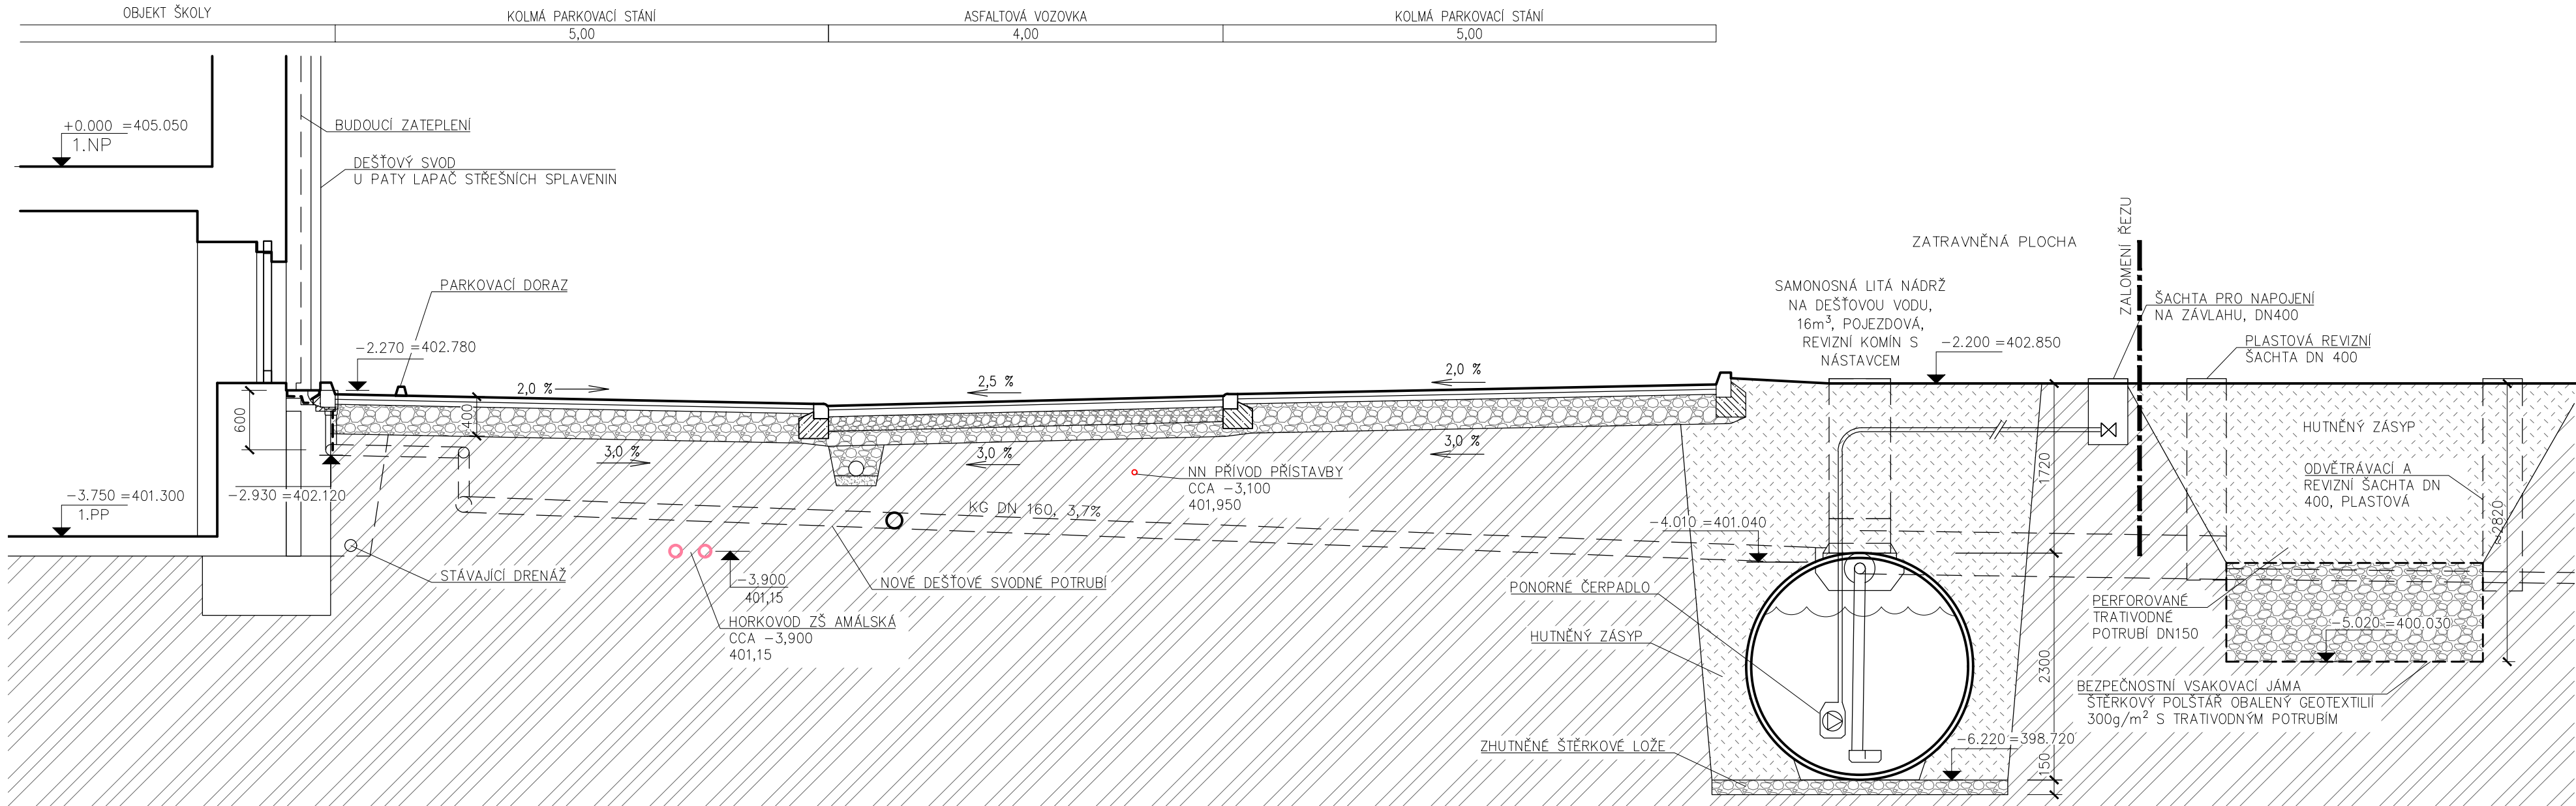 OBJEKT ŠKOLY
KOLMÁ PARKOVACÍ STÁNÍ
ASFALTOVÁ VOZOVKA
KOLMÁ PARKOVACÍ STÁNÍ
5,00
4,00
5,00
+0.000 =405.050
1.NP
BUDOUCÍ ZATEPLENÍ
DEŠŤOVÝ SVOD
U PATY LAPAČ STŘEŠNÍCH SPLAVENIN
PARKOVACÍ DORAZ
-2.270 =402.780
2,0 %
2,5 %
2,0 %
600
400
3,0 %
3,0 %
3,0 %
-3.750 =401.300
1.PP
-2.930 =402.120
STÁVAJÍCÍ DRENÁŽ
KG DN 160, 3,7%
NN PŘÍVOD PŘÍSTAVBY
CCA -3,100
401,950
-3.900
401,15
NOVÉ DEŠŤOVÉ SVODNÉ POTRUBÍ
HORKOVOD ZŠ AMÁLSKÁ
CCA -3,900
401,15
SAMONOSNÁ LITÁ NÁDRŽ
NA DEŠŤOVOU VODU,
16m³, POJEZDOVÁ,
REVIZNÍ KOMÍN S
NÁSTAVCEM
-2.200 =402.850
ZATRAVNĚNÁ PLOCHA
ZALOMENÍ ŘEZU
ŠACHTA PRO NAPOJENÍ
NA ZÁVLAHU, DN400
PLASTOVÁ REVIZNÍ
ŠACHTA DN 400
HUTNĚNÝ ZÁSYP
ODVĚTRÁVACÍ A
REVIZNÍ ŠACHTA DN
400, PLASTOVÁ
1720
≈2820
-4.010 =401.040
PONORNÉ ČERPADLO
HUTNĚNÝ ZÁSYP
ZHUTNĚNÉ ŠTĚRKOVÉ LOŽE
2300
150
-6.220 =398.720
PERFOROVANÉ
TRATIVODNÉ
POTRUBÍ DN150
-5.020 =400.030
BEZPEČNOSTNÍ VSAKOVACÍ JÁMA
ŠTĚRKOVÝ POLŠTÁŘ OBALENÝ GEOTEXTILIÍ
300g/m² S TRATIVODNÝM POTRUBÍM